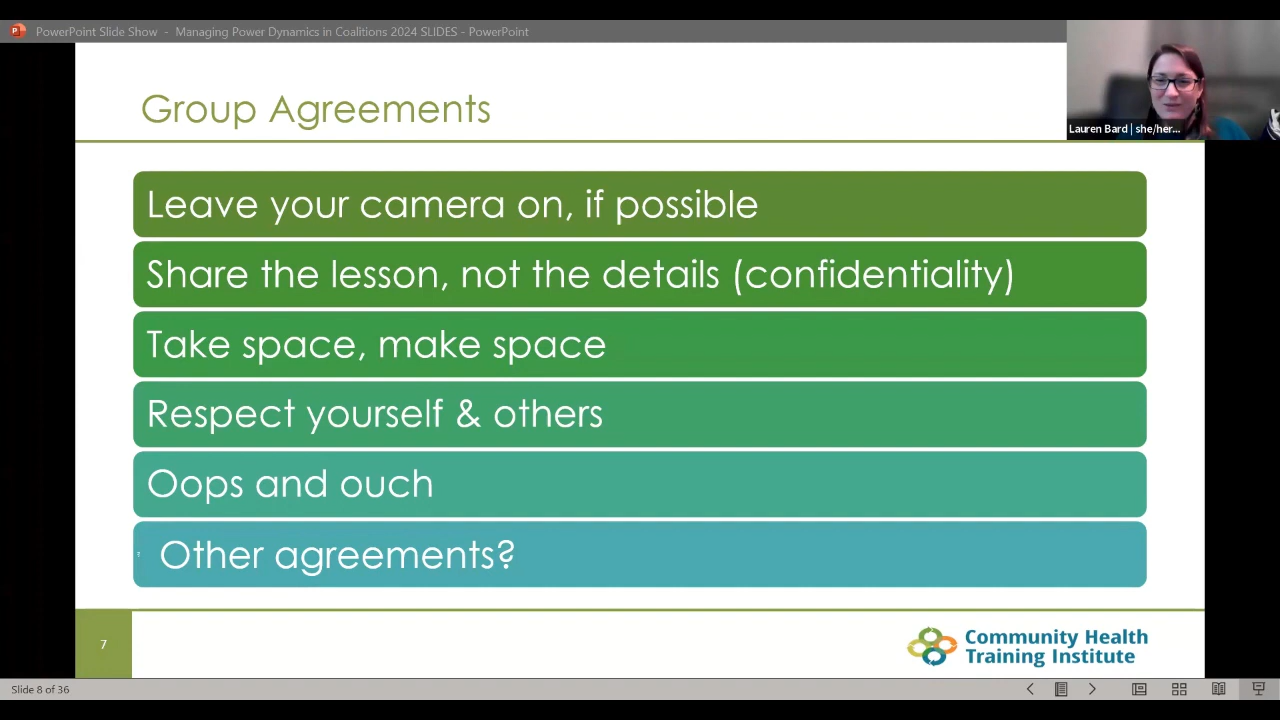 PowerPoint Slide Show - Managing Power Dynamics in Coalitions 2024 SLIDES - PowerPoint
Lauren Bard | she/her...
Group Agreements
Leave your camera on, if possible
Share the lesson, not the details (confidentiality)
Take space, make space
Respect yourself & others
Oops and ouch
Other agreements?
7
Community Health
Training Institute
Slide 8 of 36